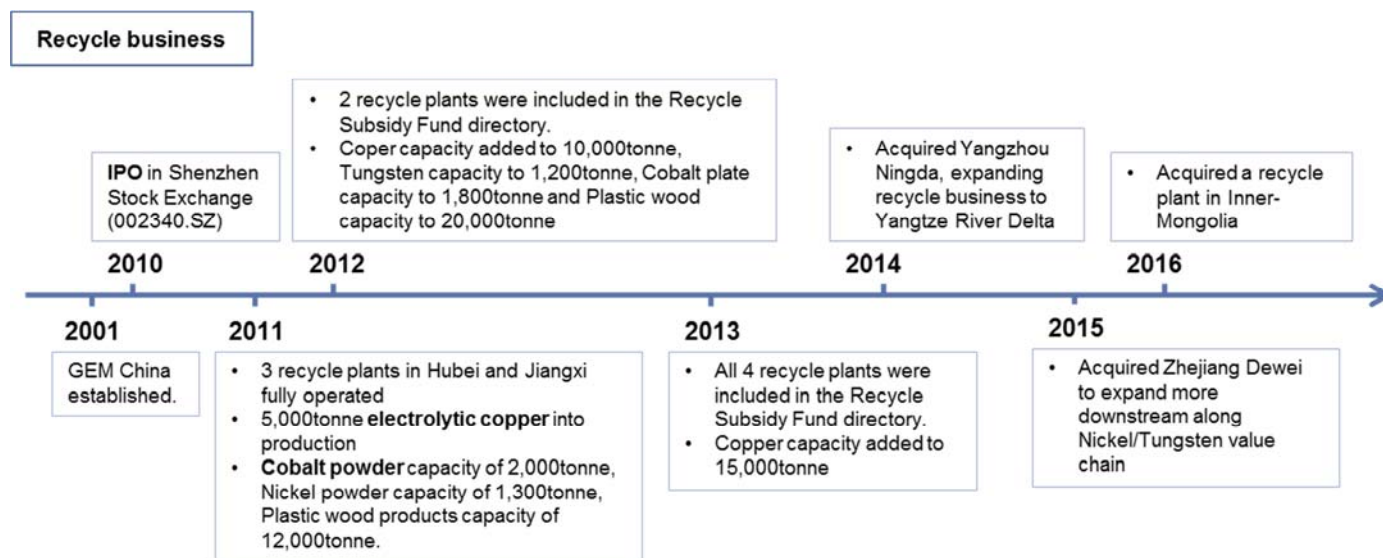 Recycle business
IPO in Shenzhen
Stock Exchange
(002340.SZ)
2010
• 2 recycle plants were included in the Recycle
Subsidy Fund directory.
• Coper capacity added to 10,000tonne,
Tungsten capacity to 1,200tonne, Cobalt plate
capacity to 1,800tonne and Plastic wood
capacity to 20,000tonne
2012
• Acquired Yangzhou
Ningda, expanding
recycle business to
Yangtze River Delta
2014
• Acquired a recycle
plant in Inner-
Mongolia
2016
2001
GEM China
established.
2011
• 3 recycle plants in Hubei and Jiangxi
fully operated
• 5,000tonne electrolytic copper into
production
• Cobalt powder capacity of 2,000tonne,
Nickel powder capacity of 1,300tonne,
Plastic wood products capacity of
12,000tonne.
2013
• All 4 recycle plants were
included in the Recycle
Subsidy Fund directory.
• Copper capacity added to
15,000tonne
2015
• Acquired Zhejiang Dewei
to expand more
downstream along
Nickel/Tungsten value
chain